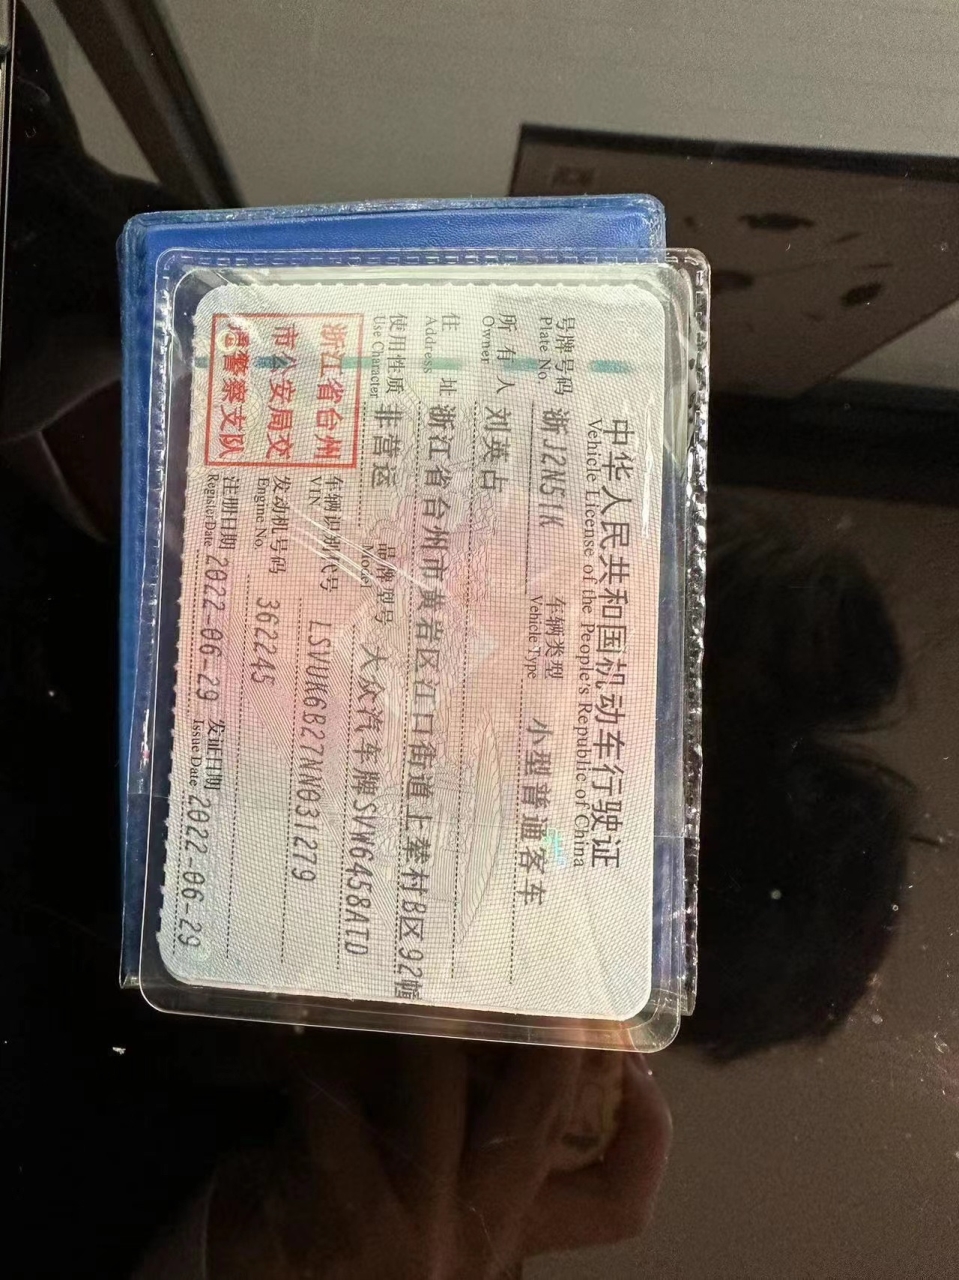 中华人民共和国机动车行驶证
Vehicle License of the People's Republic of China
号牌号码 浙J2N51K 车辆类型 小型普通客车
Plate No. Vehicle Type
所有人 刘英占
Owner
住址 浙江省台州市黄岩区江口街道上辇村B区92幢
Address
使用性质 非营运 品牌型号 大众汽车牌SVW6458ATD
Use Character Model
浙江省台州
市公安局交
通警察支队
车辆识别代号 LSVUK6B27NN031279
VIN
发动机号码 362245
Engine No.
注册日期 2022-06-29 发证日期 2022-06-29
Register Date Issue Date